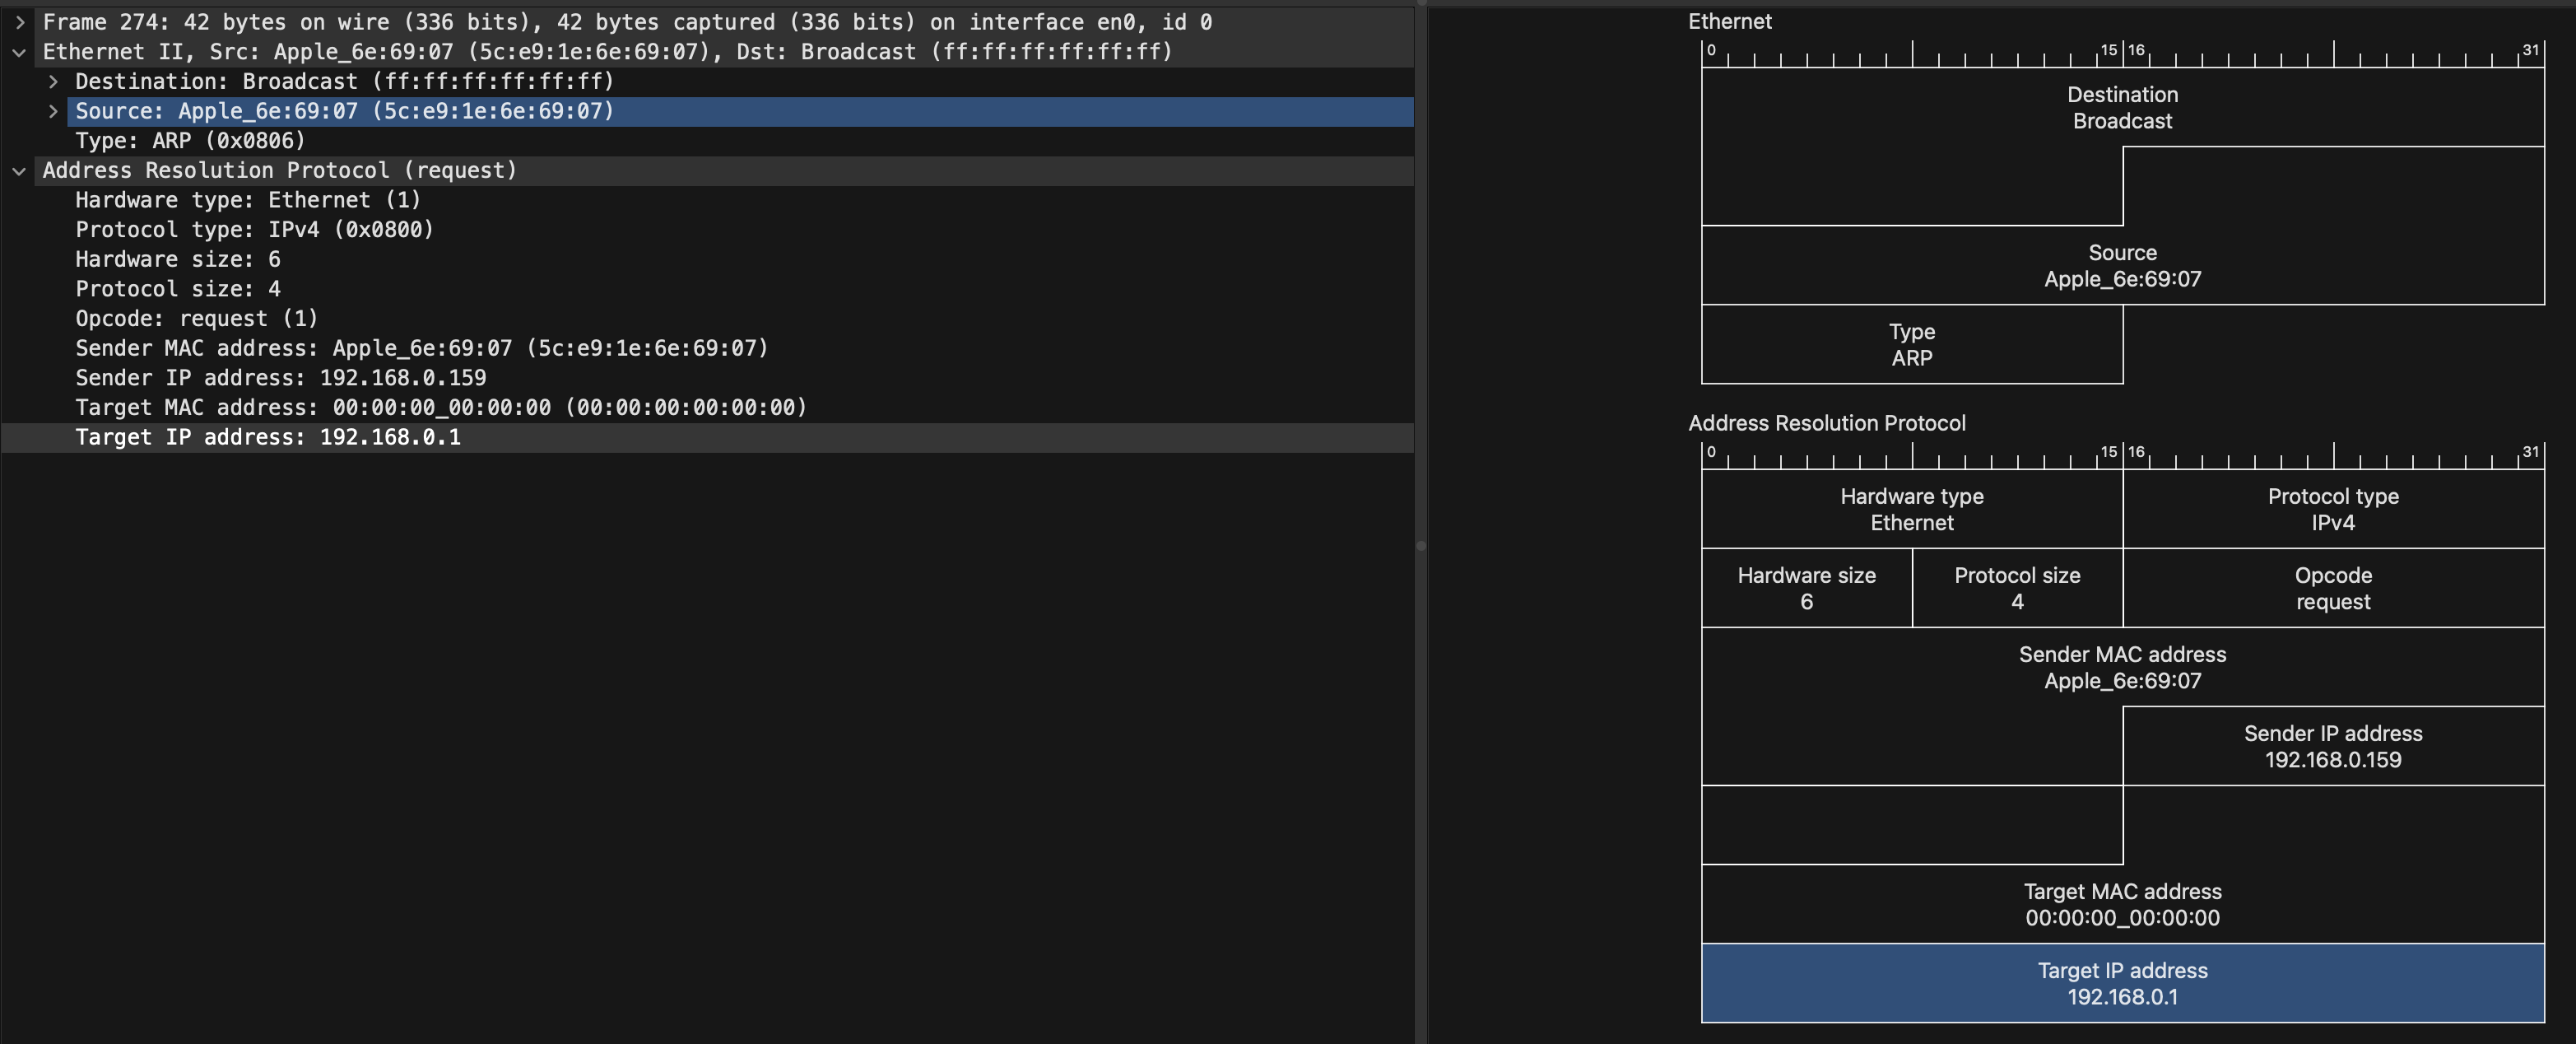 Frame 274: 42 bytes on wire (336 bits), 42 bytes captured (336 bits) on interface en0, id 0
Ethernet II, Src: Apple_6e:69:07 (5c:e9:1e:6e:69:07), Dst: Broadcast (ff:ff:ff:ff:ff:ff)
Destination: Broadcast (ff:ff:ff:ff:ff:ff)
Source: Apple_6e:69:07 (5c:e9:1e:6e:69:07)
Type: ARP (0x0806)
Address Resolution Protocol (request)
Hardware type: Ethernet (1)
Protocol type: IPv4 (0x0800)
Hardware size: 6
Protocol size: 4
Opcode: request (1)
Sender MAC address: Apple_6e:69:07 (5c:e9:1e:6e:69:07)
Sender IP address: 192.168.0.159
Target MAC address: 00:00:00_00:00:00 (00:00:00:00:00:00)
Target IP address: 192.168.0.1
Ethernet
0 15 16 31
Destination
Broadcast
Source
Apple_6e:69:07
Type
ARP
Address Resolution Protocol
0 15 16 31
Hardware type
Ethernet
Protocol type
IPv4
Hardware size
6
Protocol size
4
Opcode
request
Sender MAC address
Apple_6e:69:07
Sender IP address
192.168.0.159
Target MAC address
00:00:00_00:00:00
Target IP address
192.168.0.1